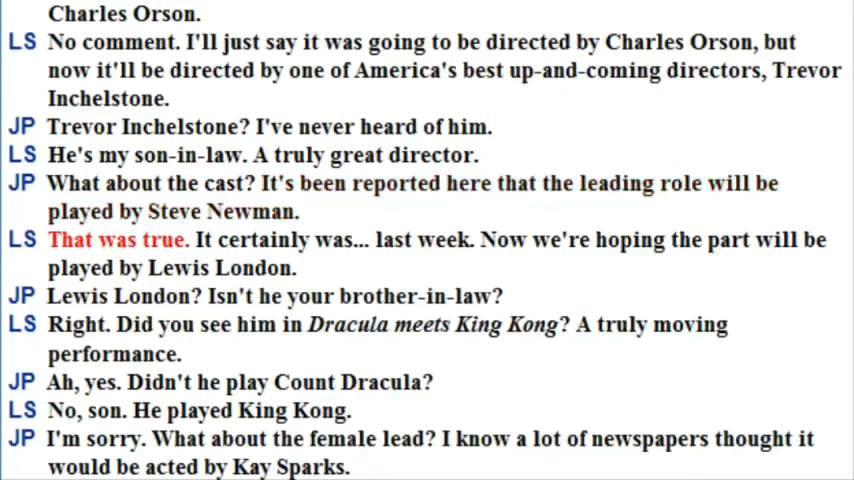 Charles Orson.
LS No comment. I'll just say it was going to be directed by Charles Orson, but
now it'll be directed by one of America's best up-and-coming directors, Trevor
Inchelstone.
JP Trevor Inchelstone? I've never heard of him.
LS He's my son-in-law. A truly great director.
JP What about the cast? It's been reported here that the leading role will be
played by Steve Newman.
LS That was true. It certainly was... last week. Now we're hoping the part will be
played by Lewis London.
JP Lewis London? Isn't he your brother-in-law?
LS Right. Did you see him in Dracula meets King Kong? A truly moving
performance.
JP Ah, yes. Didn't he play Count Dracula?
LS No, son. He played King Kong.
JP I'm sorry. What about the female lead? I know a lot of newspapers thought it
would be acted by Kay Sparks.